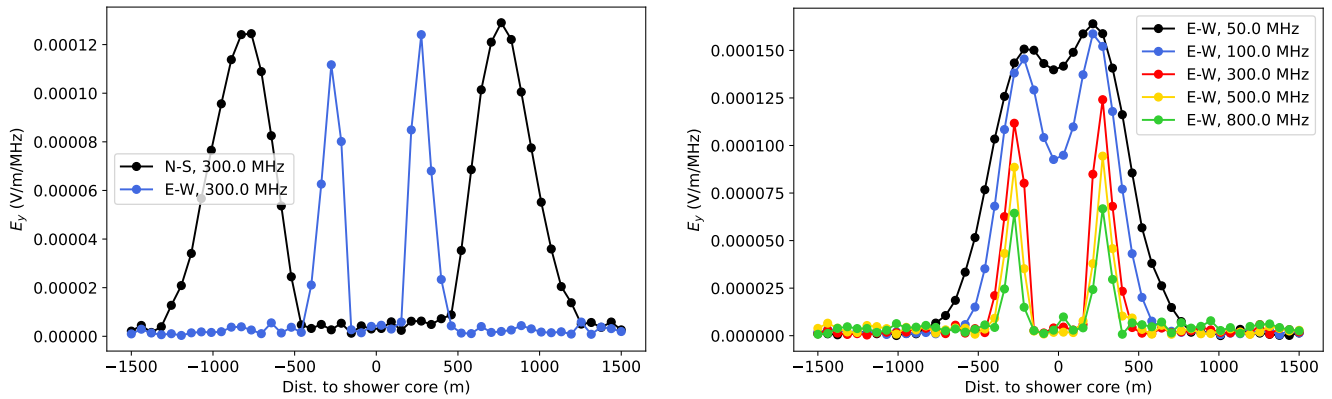 0.00012
0.00010
0.00008
0.00006
0.00004
0.00002
0.00000
E_y (V/m/MHz)
N-S, 300.0 MHz
E-W, 300.0 MHz
−1500 −1000 −500 0 500 1000 1500
Dist. to shower core (m)
0.000150
0.000125
0.000100
0.000075
0.000050
0.000025
0.000000
E_y (V/m/MHz)
E-W, 50.0 MHz
E-W, 100.0 MHz
E-W, 300.0 MHz
E-W, 500.0 MHz
E-W, 800.0 MHz
−1500 −1000 −500 0 500 1000 1500
Dist. to shower core (m)